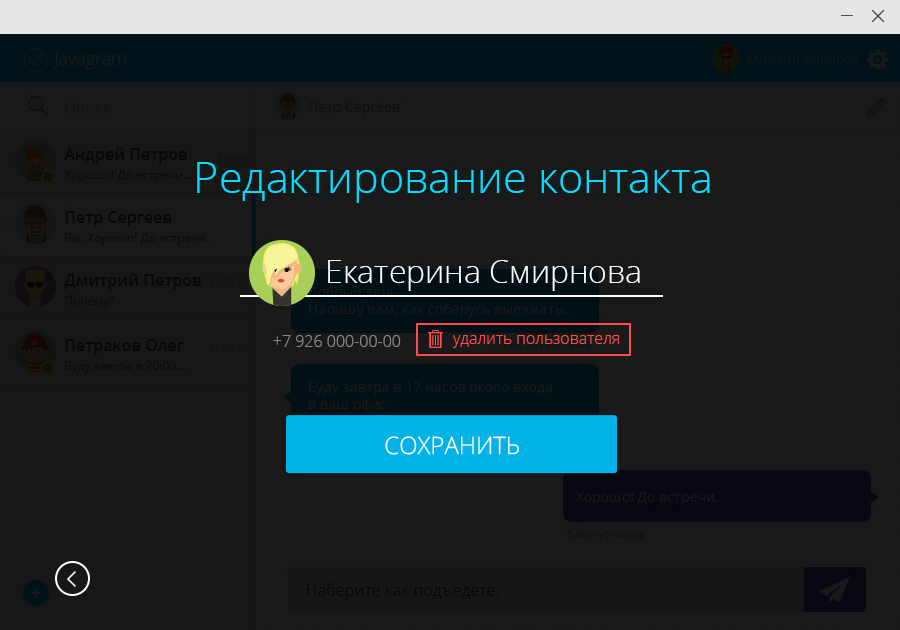 Javagram
Михаил Карасев
Поиск
Петр Сергеев
Андрей Петров
Хорошо! До встречи...
Редактирование контакта
Петр Сергеев
Вы: Хорошо! До встречи.
Екатерина Смирнова
Дмитрий Петров
Почему?
Напишу вам, как соберусь выезжать.
+7 926 000-00-00
удалить пользователя
Петраков Олег
Буду завтра в 20:00...
Буду завтра в 17 часов около входа
в ваш офис
СОХРАНИТЬ
Хорошо! До встречи.
5 минут назад
Наберите как подъедете.